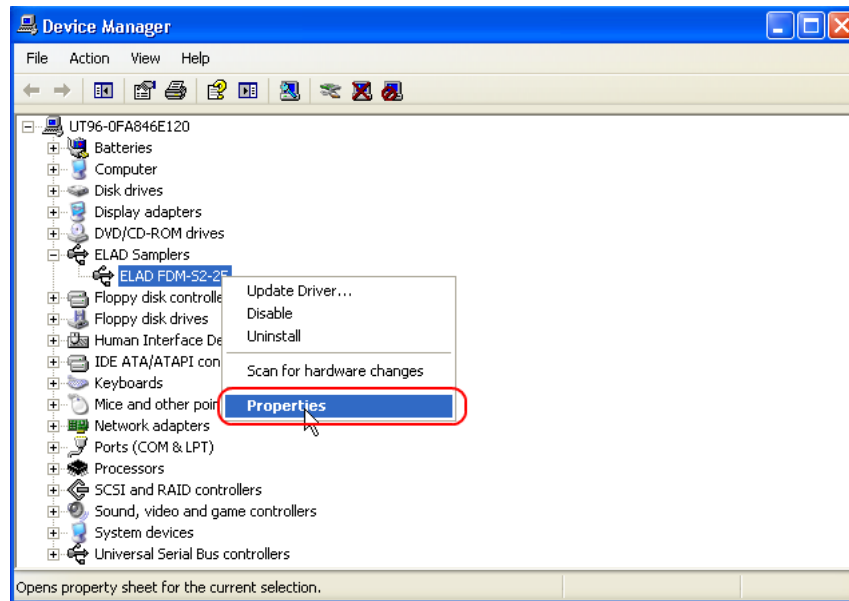 Device Manager
File Action View Help
UT96-0FA846E120
Batteries
Computer
Disk drives
Display adapters
DVD/CD-ROM drives
ELAD Samplers
ELAD FDM-S2-2
Update Driver...
Floppy disk controlle
Disable
Floppy disk drives
Uninstall
Human Interface De
IDE ATA/ATAPI con
Scan for hardware changes
Keyboards
Mice and other poin
Properties
Network adapters
Ports (COM & LPT)
Processors
SCSI and RAID controllers
Sound, video and game controllers
System devices
Universal Serial Bus controllers
Opens property sheet for the current selection.